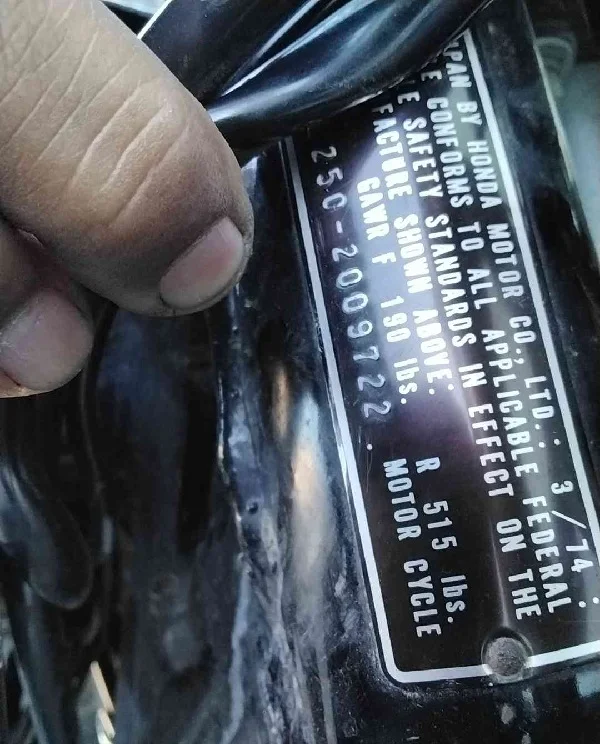 PAN BY HONDA MOTOR CO., LTD.: 3/74.
E CONFORMS TO ALL APPLICABLE FEDERAL
E SAFETY STANDARDS IN EFFECT ON THE
FACTURE SHOWN ABOVE.
GAWR F 190 lbs. R 515 lbs.
250-2009722. MOTOR CYCLE